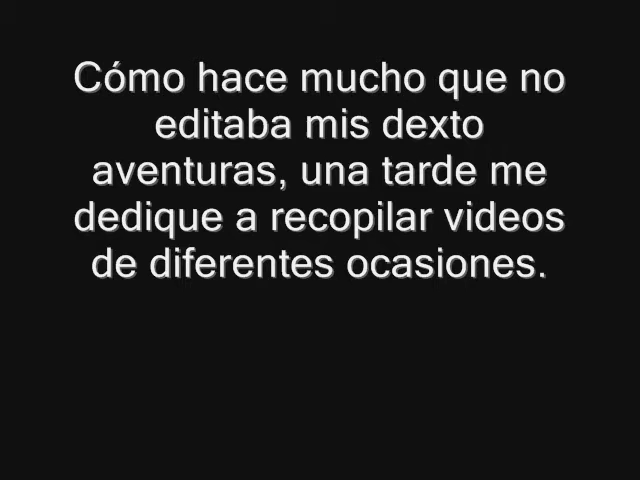 Cómo hace mucho que no
editaba mis dexto
aventuras, una tarde me
dedique a recopilar videos
de diferentes ocasiones.